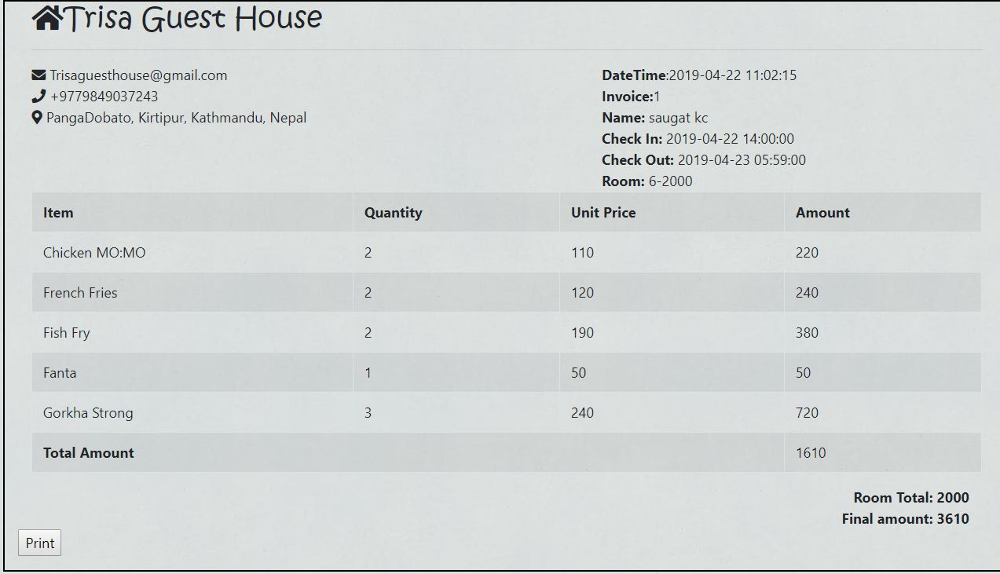 Trisa Guest House
Trisaguesthouse@gmail.com
+9779849037243
PangaDobato, Kirtipur, Kathmandu, Nepal
DateTime:2019-04-22 11:02:15
Invoice:1
Name: saugat kc
Check In: 2019-04-22 14:00:00
Check Out: 2019-04-23 05:59:00
Room: 6-2000
Item Quantity Unit Price Amount
Chicken MO:MO 2 110 220
French Fries 2 120 240
Fish Fry 2 190 380
Fanta 1 50 50
Gorkha Strong 3 240 720
Total Amount 1610
Room Total: 2000
Final amount: 3610
Print